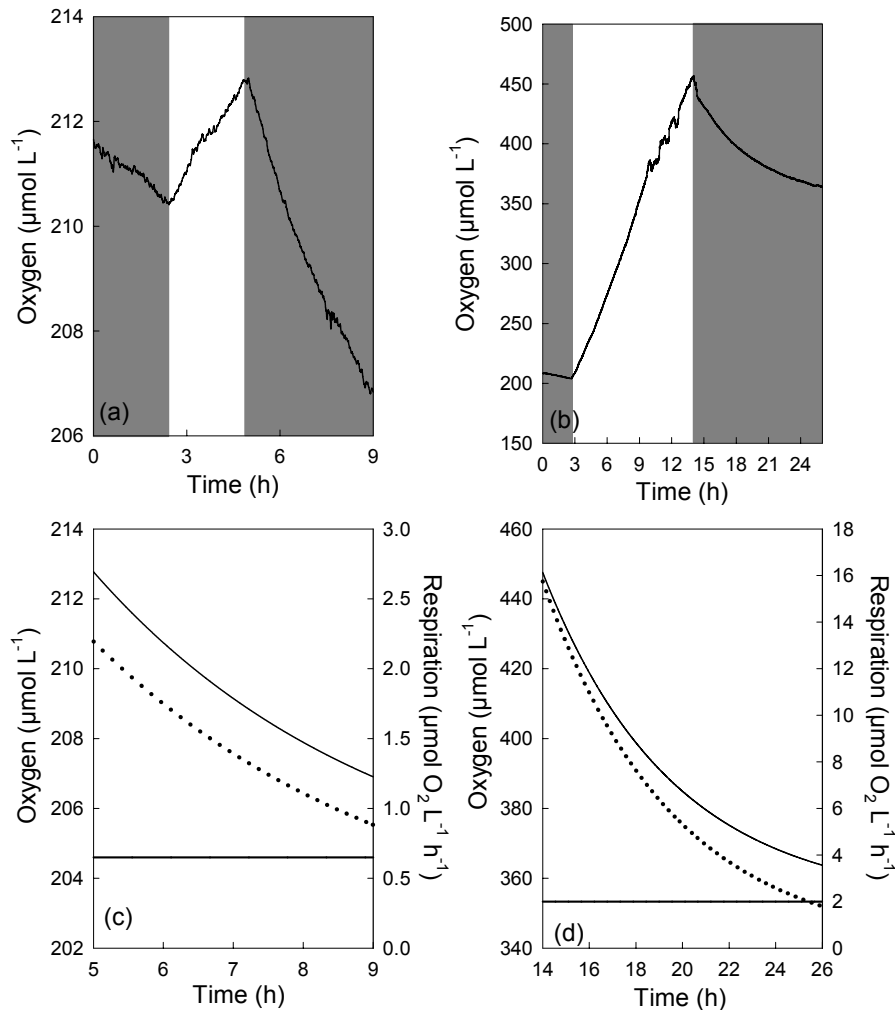 214
212
210
208
206
Oxygen (µmol L⁻¹)
(a)
0 3 6 9
Time (h)
500
450
400
350
300
250
200
150
Oxygen (µmol L⁻¹)
(b)
0 3 6 9 12 15 18 21 24
Time (h)
214
212
210
208
206
204
202
Oxygen (µmol L⁻¹)
3.0
2.5
2.0
1.5
1.0
0.5
0.0
Respiration (µmol O₂ L⁻¹ h⁻¹)
(c)
5 6 7 8 9
Time (h)
460
440
420
400
380
360
340
Oxygen (µmol L⁻¹)
18
16
14
12
10
8
6
4
2
0
Respiration (µmol O₂ L⁻¹ h⁻¹)
(d)
14 16 18 20 22 24 26
Time (h)